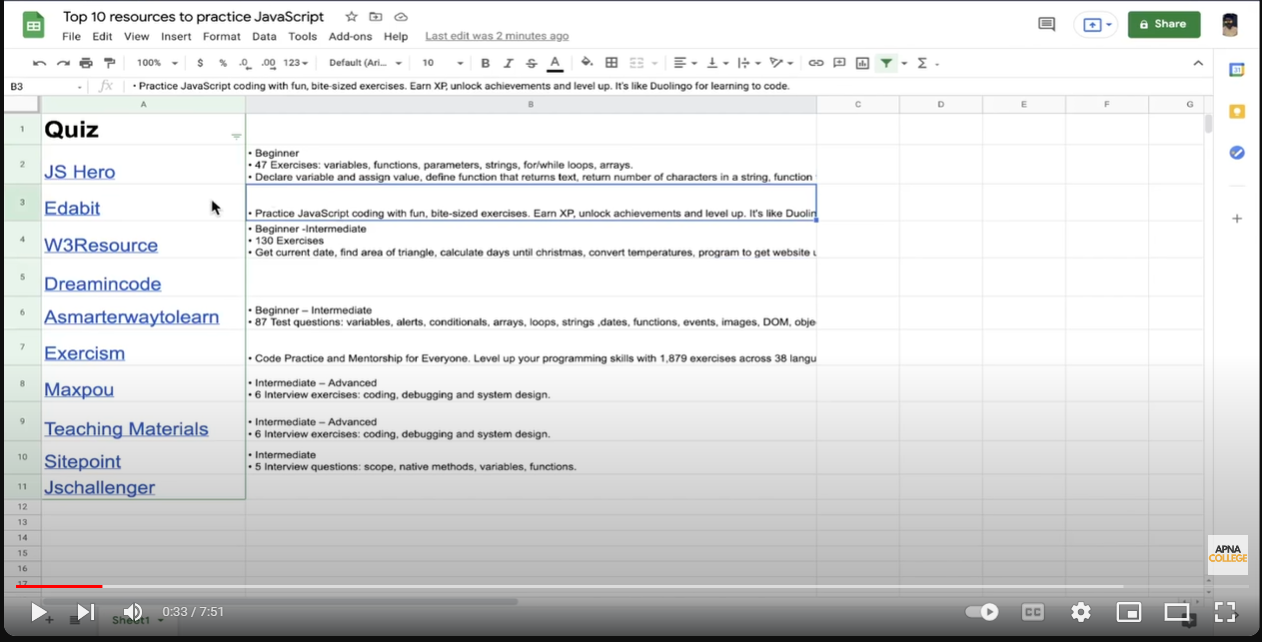 Top 10 resources to practice JavaScript
File Edit View Insert Format Data Tools Add-ons Help Last edit was 2 minutes ago
Share
100% $ % .0 .00 123 Default (Ari... 10 B I S A Σ
B3 fx • Practice JavaScript coding with fun, bite-sized exercises. Earn XP, unlock achievements and level up. It's like Duolingo for learning to code.
A B C D E F G
1 Quiz
2 JS Hero
• Beginner
• 47 Exercises: variables, functions, parameters, strings, for/while loops, arrays.
• Declare variable and assign value, define function that returns text, return number of characters in a string, function
3 Edabit
• Practice JavaScript coding with fun, bite-sized exercises. Earn XP, unlock achievements and level up. It's like Duolin
4 W3Resource
• Beginner -Intermediate
• 130 Exercises
• Get current date, find area of triangle, calculate days until christmas, convert temperatures, program to get website u
5 Dreamincode
6 Asmarterwaytolearn
• Beginner – Intermediate
• 87 Test questions: variables, alerts, conditionals, arrays, loops, strings ,dates, functions, events, images, DOM, obje
7 Exercism
• Code Practice and Mentorship for Everyone. Level up your programming skills with 1,879 exercises across 38 langu
8 Maxpou
• Intermediate – Advanced
• 6 Interview exercises: coding, debugging and system design.
9 Teaching Materials
• Intermediate – Advanced
• 6 Interview exercises: coding, debugging and system design.
10 Sitepoint
• Intermediate
• 5 Interview questions: scope, native methods, variables, functions.
11 Jschallenger
12
13
14
15
16
17
31
APNA
COLLEGE
0:33 / 7:51
CC
Sheet1